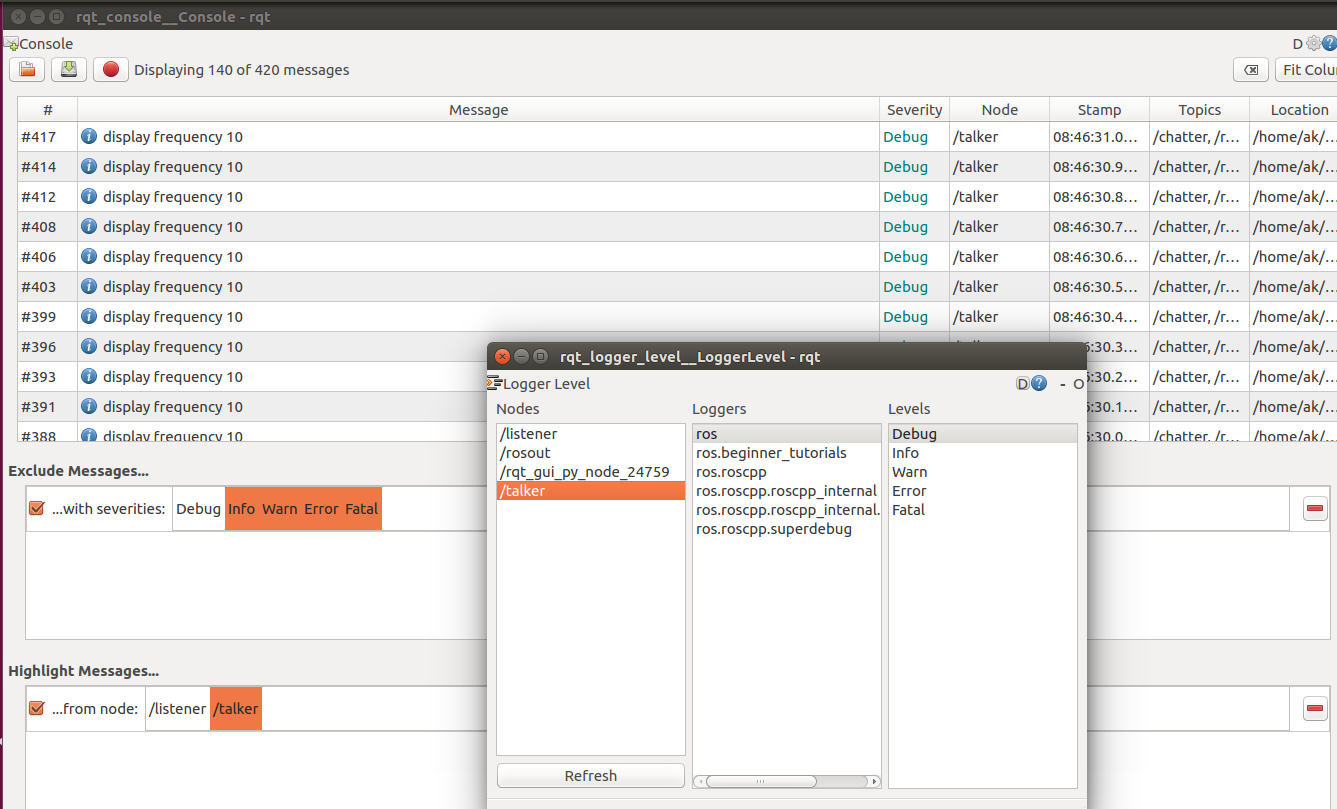 rqt_console__Console - rqt
Console D ?
Displaying 140 of 420 messages Fit Colu
# Message Severity Node Stamp Topics Location
#417 display frequency 10 Debug /talker 08:46:31.0... /chatter, /r... /home/ak/...
#414 display frequency 10 Debug /talker 08:46:30.9... /chatter, /r... /home/ak/...
#412 display frequency 10 Debug /talker 08:46:30.8... /chatter, /r... /home/ak/...
#408 display frequency 10 Debug /talker 08:46:30.7... /chatter, /r... /home/ak/...
#406 display frequency 10 Debug /talker 08:46:30.6... /chatter, /r... /home/ak/...
#403 display frequency 10 Debug /talker 08:46:30.5... /chatter, /r... /home/ak/...
#399 display frequency 10 Debug /talker 08:46:30.4... /chatter, /r... /home/ak/...
#396 display frequency 10 /chatter, /r... /home/ak/...
#393 display frequency 10 /chatter, /r... /home/ak/...
#391 display frequency 10 /chatter, /r... /home/ak/...
#388 display frequency 10 /chatter, /r... /home/ak/...
Exclude Messages...
...with severities: Debug Info Warn Error Fatal
Highlight Messages...
...from node: /listener /talker
rqt_logger_level__LoggerLevel - rqt
Logger Level D ? - O
Nodes Loggers Levels
/listener ros Debug
/rosout ros.beginner_tutorials Info
/rqt_gui_py_node_24759 ros.roscpp Warn
/talker ros.roscpp.roscpp_internal Error
ros.roscpp.roscpp_internal. Fatal
ros.roscpp.superdebug
Refresh